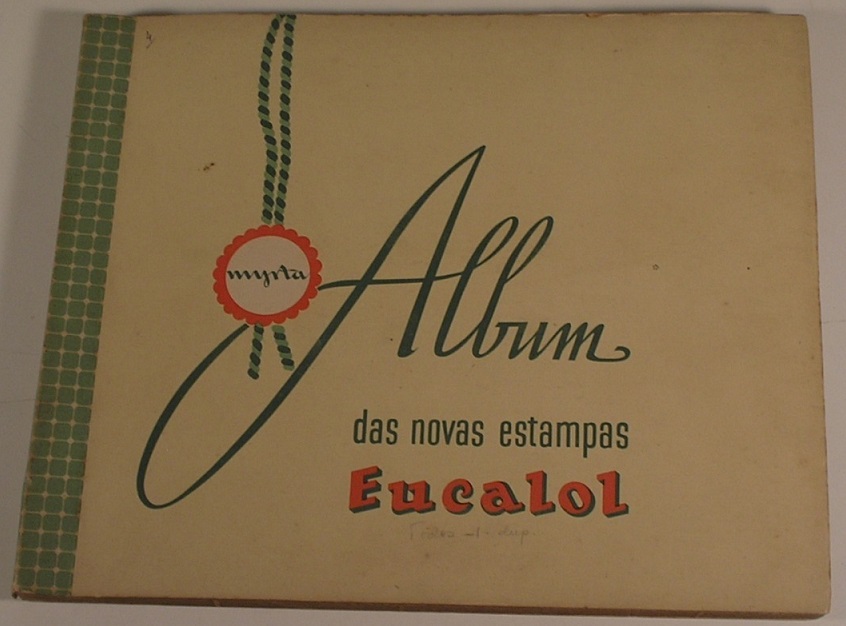 myrta
Album
das novas estampas
Eucalol